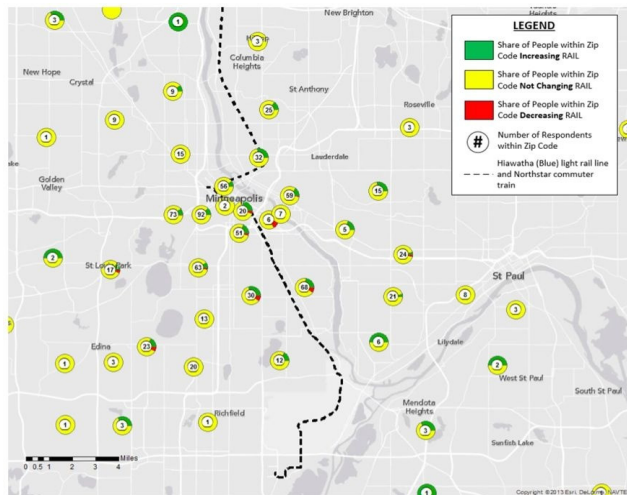 New Brighton
Heights
3
1
3
Columbia
Heights
New Hope
Crystal
9
St Anthony
25
Roseville
9
3
1
15
32
Lauderdale
Golden
Valley
56
59
15
Minneapolis
2
20
7
73
92
6
5
51
2
St Louis Park
17
63
24
St Paul
30
68
21
8
3
13
Edina
23
6
Lilydale
1
3
20
12
2
West St Paul
South St Paul
Richfield
Mendota
Heights
1
3
1
3
Sunfish Lake
0 0.5 1 2 3 4
Miles
1
LEGEND
Share of People within Zip
Code Increasing RAIL
Share of People within Zip
Code Not Changing RAIL
Share of People within Zip
Code Decreasing RAIL
#
Number of Respondents
within Zip Code
Hiawatha (Blue) light rail line
and Northstar commuter
train
Copyright ©2013 Esri, DeLorme, NAVTE